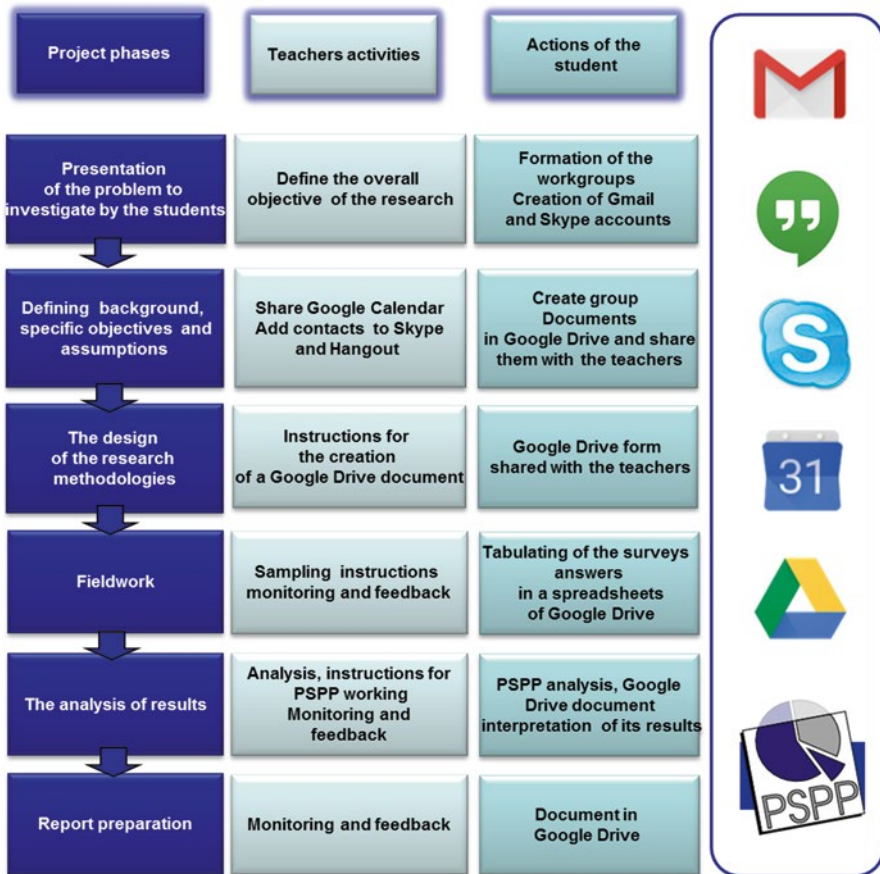 Project phases
Teachers activities
Actions of the
student
Presentation
of the problem to
investigate by the students
Define the overall
objective of the research
Formation of the
workgroups
Creation of Gmail
and Skype accounts
Defining background,
specific objectives and
assumptions
Share Google Calendar
Add contacts to Skype
and Hangout
Create group
Documents
in Google Drive and share
them with the teachers
The design
of the research
methodologies
Instructions for
the creation
of a Google Drive document
Google Drive form
shared with the teachers
Fieldwork
Sampling instructions
monitoring and feedback
Tabulating of the surveys
answers
in a spreadsheets
of Google Drive
The analysis of results
Analysis, instructions for
PSPP working
Monitoring and
feedback
PSPP analysis, Google
Drive document
interpretation of its results
Report preparation
Monitoring and feedback
Document in
Google Drive
S
31
PSPP